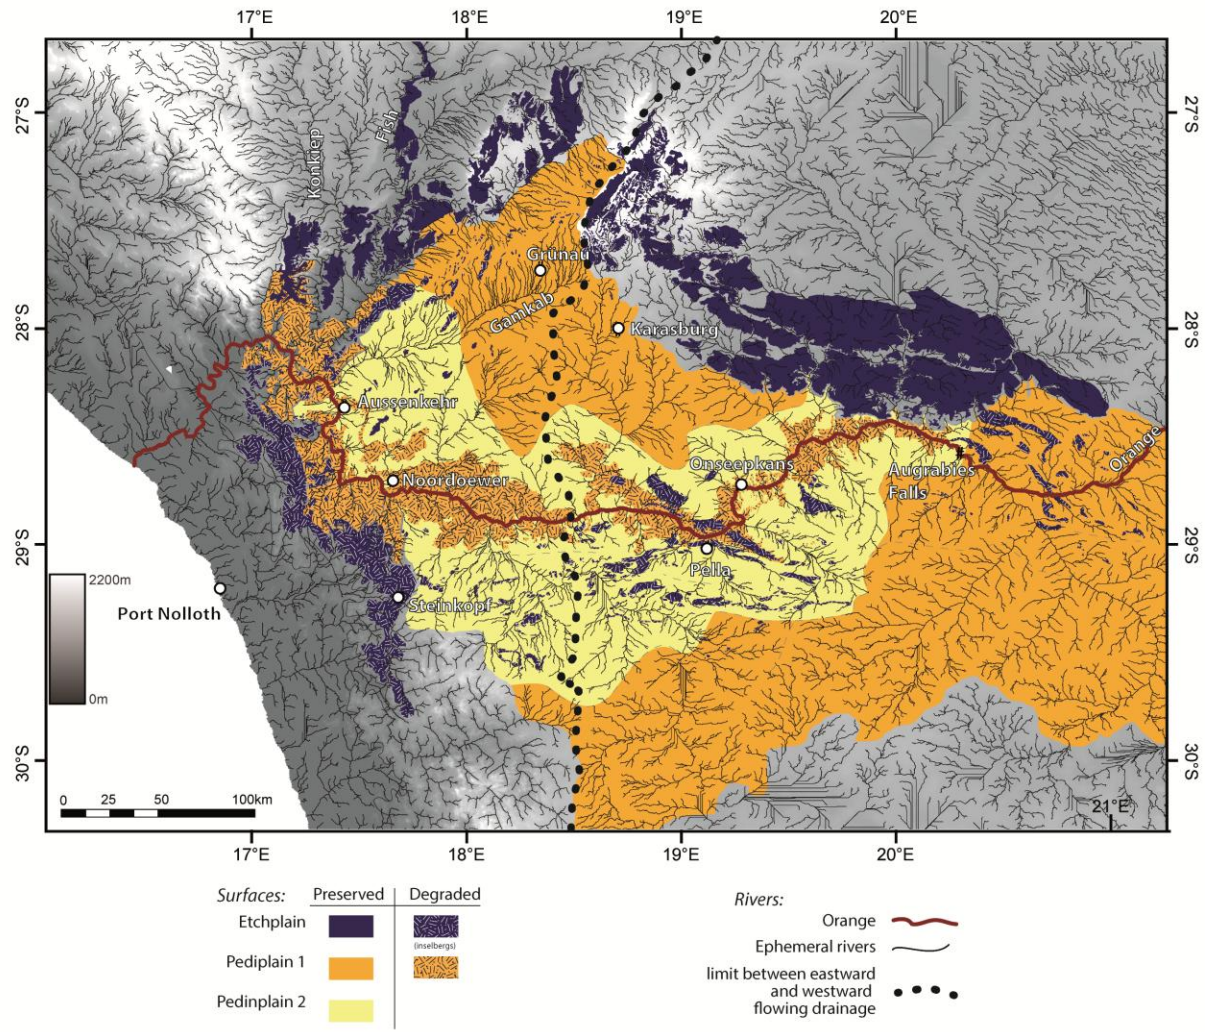 17°E 18°E 19°E 20°E
27°S 27°S
Konkiep
Fish
Grünau
Gamkab
28°S Karasburg 28°S
Aussenkehr
Orange
Onseepkans
Noordoewer
Augrabies
Falls
29°S 29°S
Pella
2200m
Steinkopf
Port Nolloth
0m
30°S 30°S
0 25 50 100km
21°E
17°E 18°E 19°E 20°E
Surfaces: Preserved Degraded
Etchplain
(inselbergs)
Pediplain 1
Pedinplain 2
Rivers:
Orange
Ephemeral rivers
limit between eastward
and westward
flowing drainage